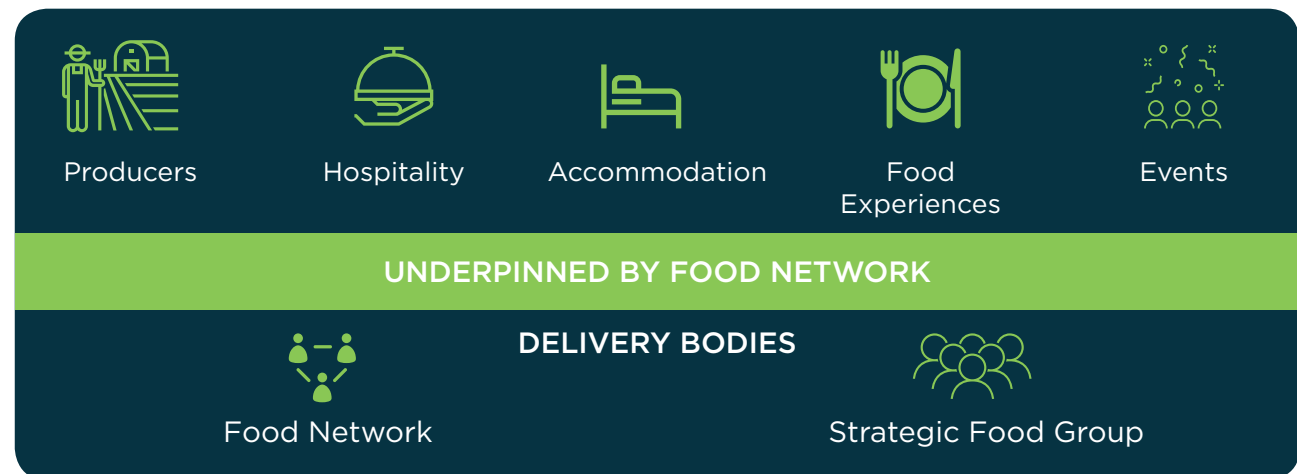 Producers
Hospitality
Accommodation
Food
Experiences
Events
UNDERPINNED BY FOOD NETWORK
DELIVERY BODIES
Food Network
Strategic Food Group